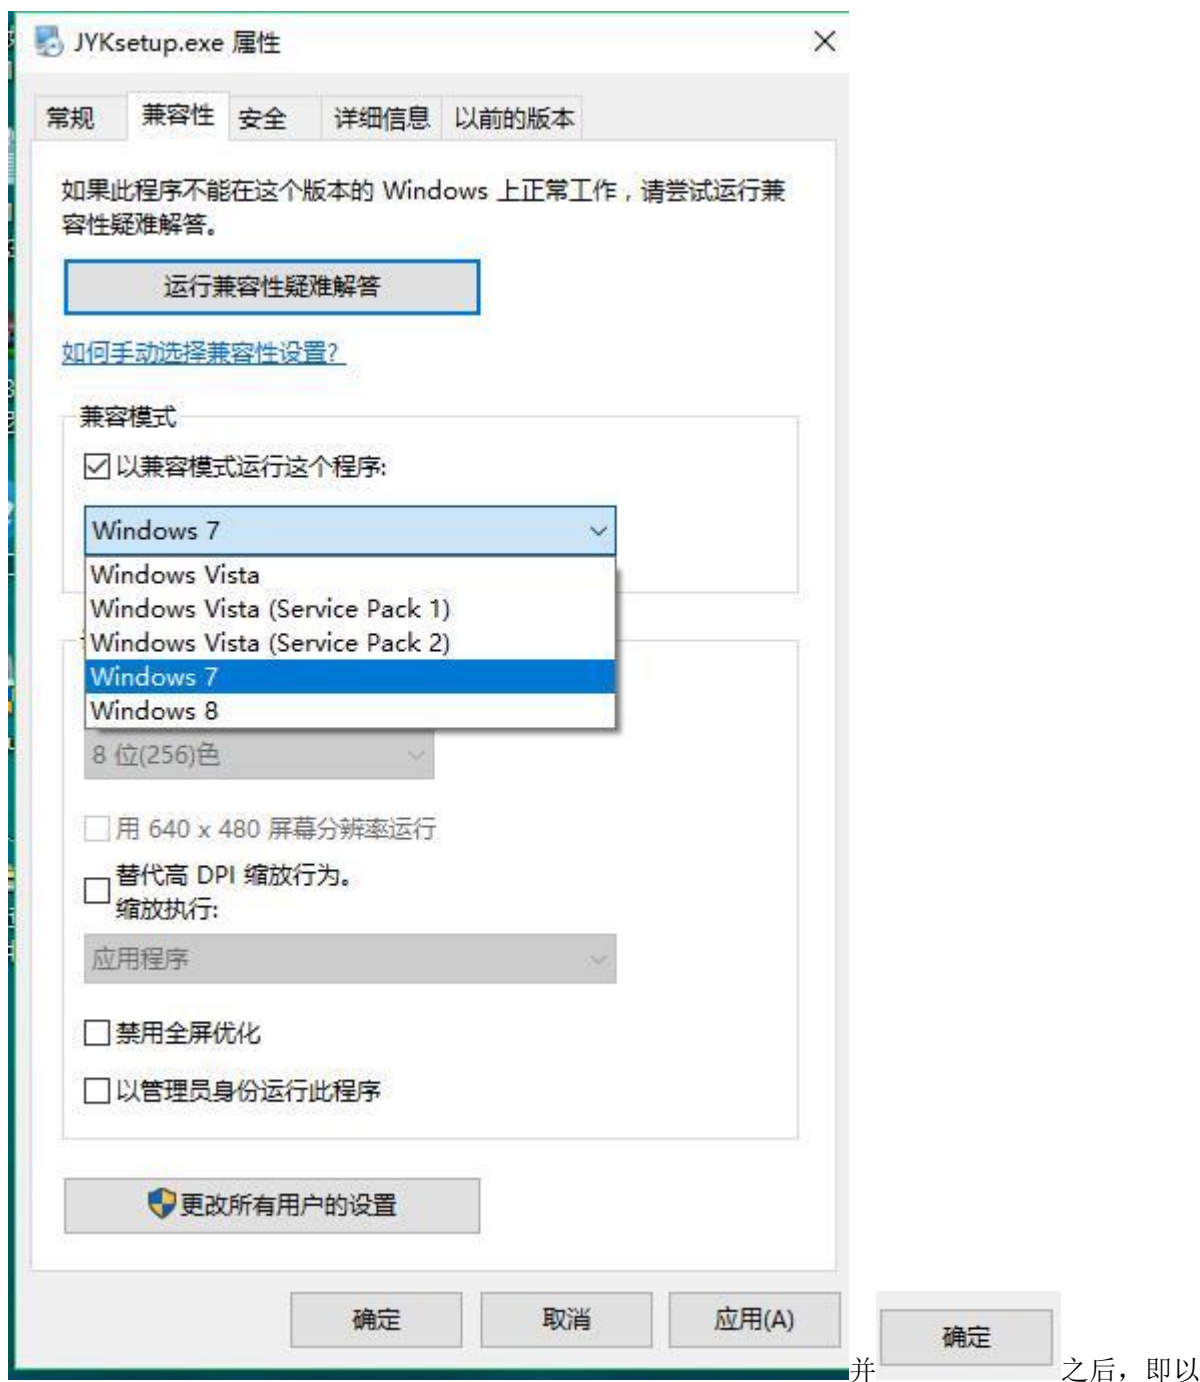 JYKsetup.exe 属性
常规 兼容性 安全 详细信息 以前的版本
如果此程序不能在这个版本的 Windows 上正常工作，请尝试运行兼
容性疑难解答。
运行兼容性疑难解答
如何手动选择兼容性设置?
兼容模式
以兼容模式运行这个程序:
Windows 7
Windows Vista
Windows Vista (Service Pack 1)
Windows Vista (Service Pack 2)
Windows 7
Windows 8
8 位(256)色
用 640 x 480 屏幕分辨率运行
替代高 DPI 缩放行为。
缩放执行:
应用程序
禁用全屏优化
以管理员身份运行此程序
更改所有用户的设置
确定 取消 应用(A)
并 确定 之后，即以